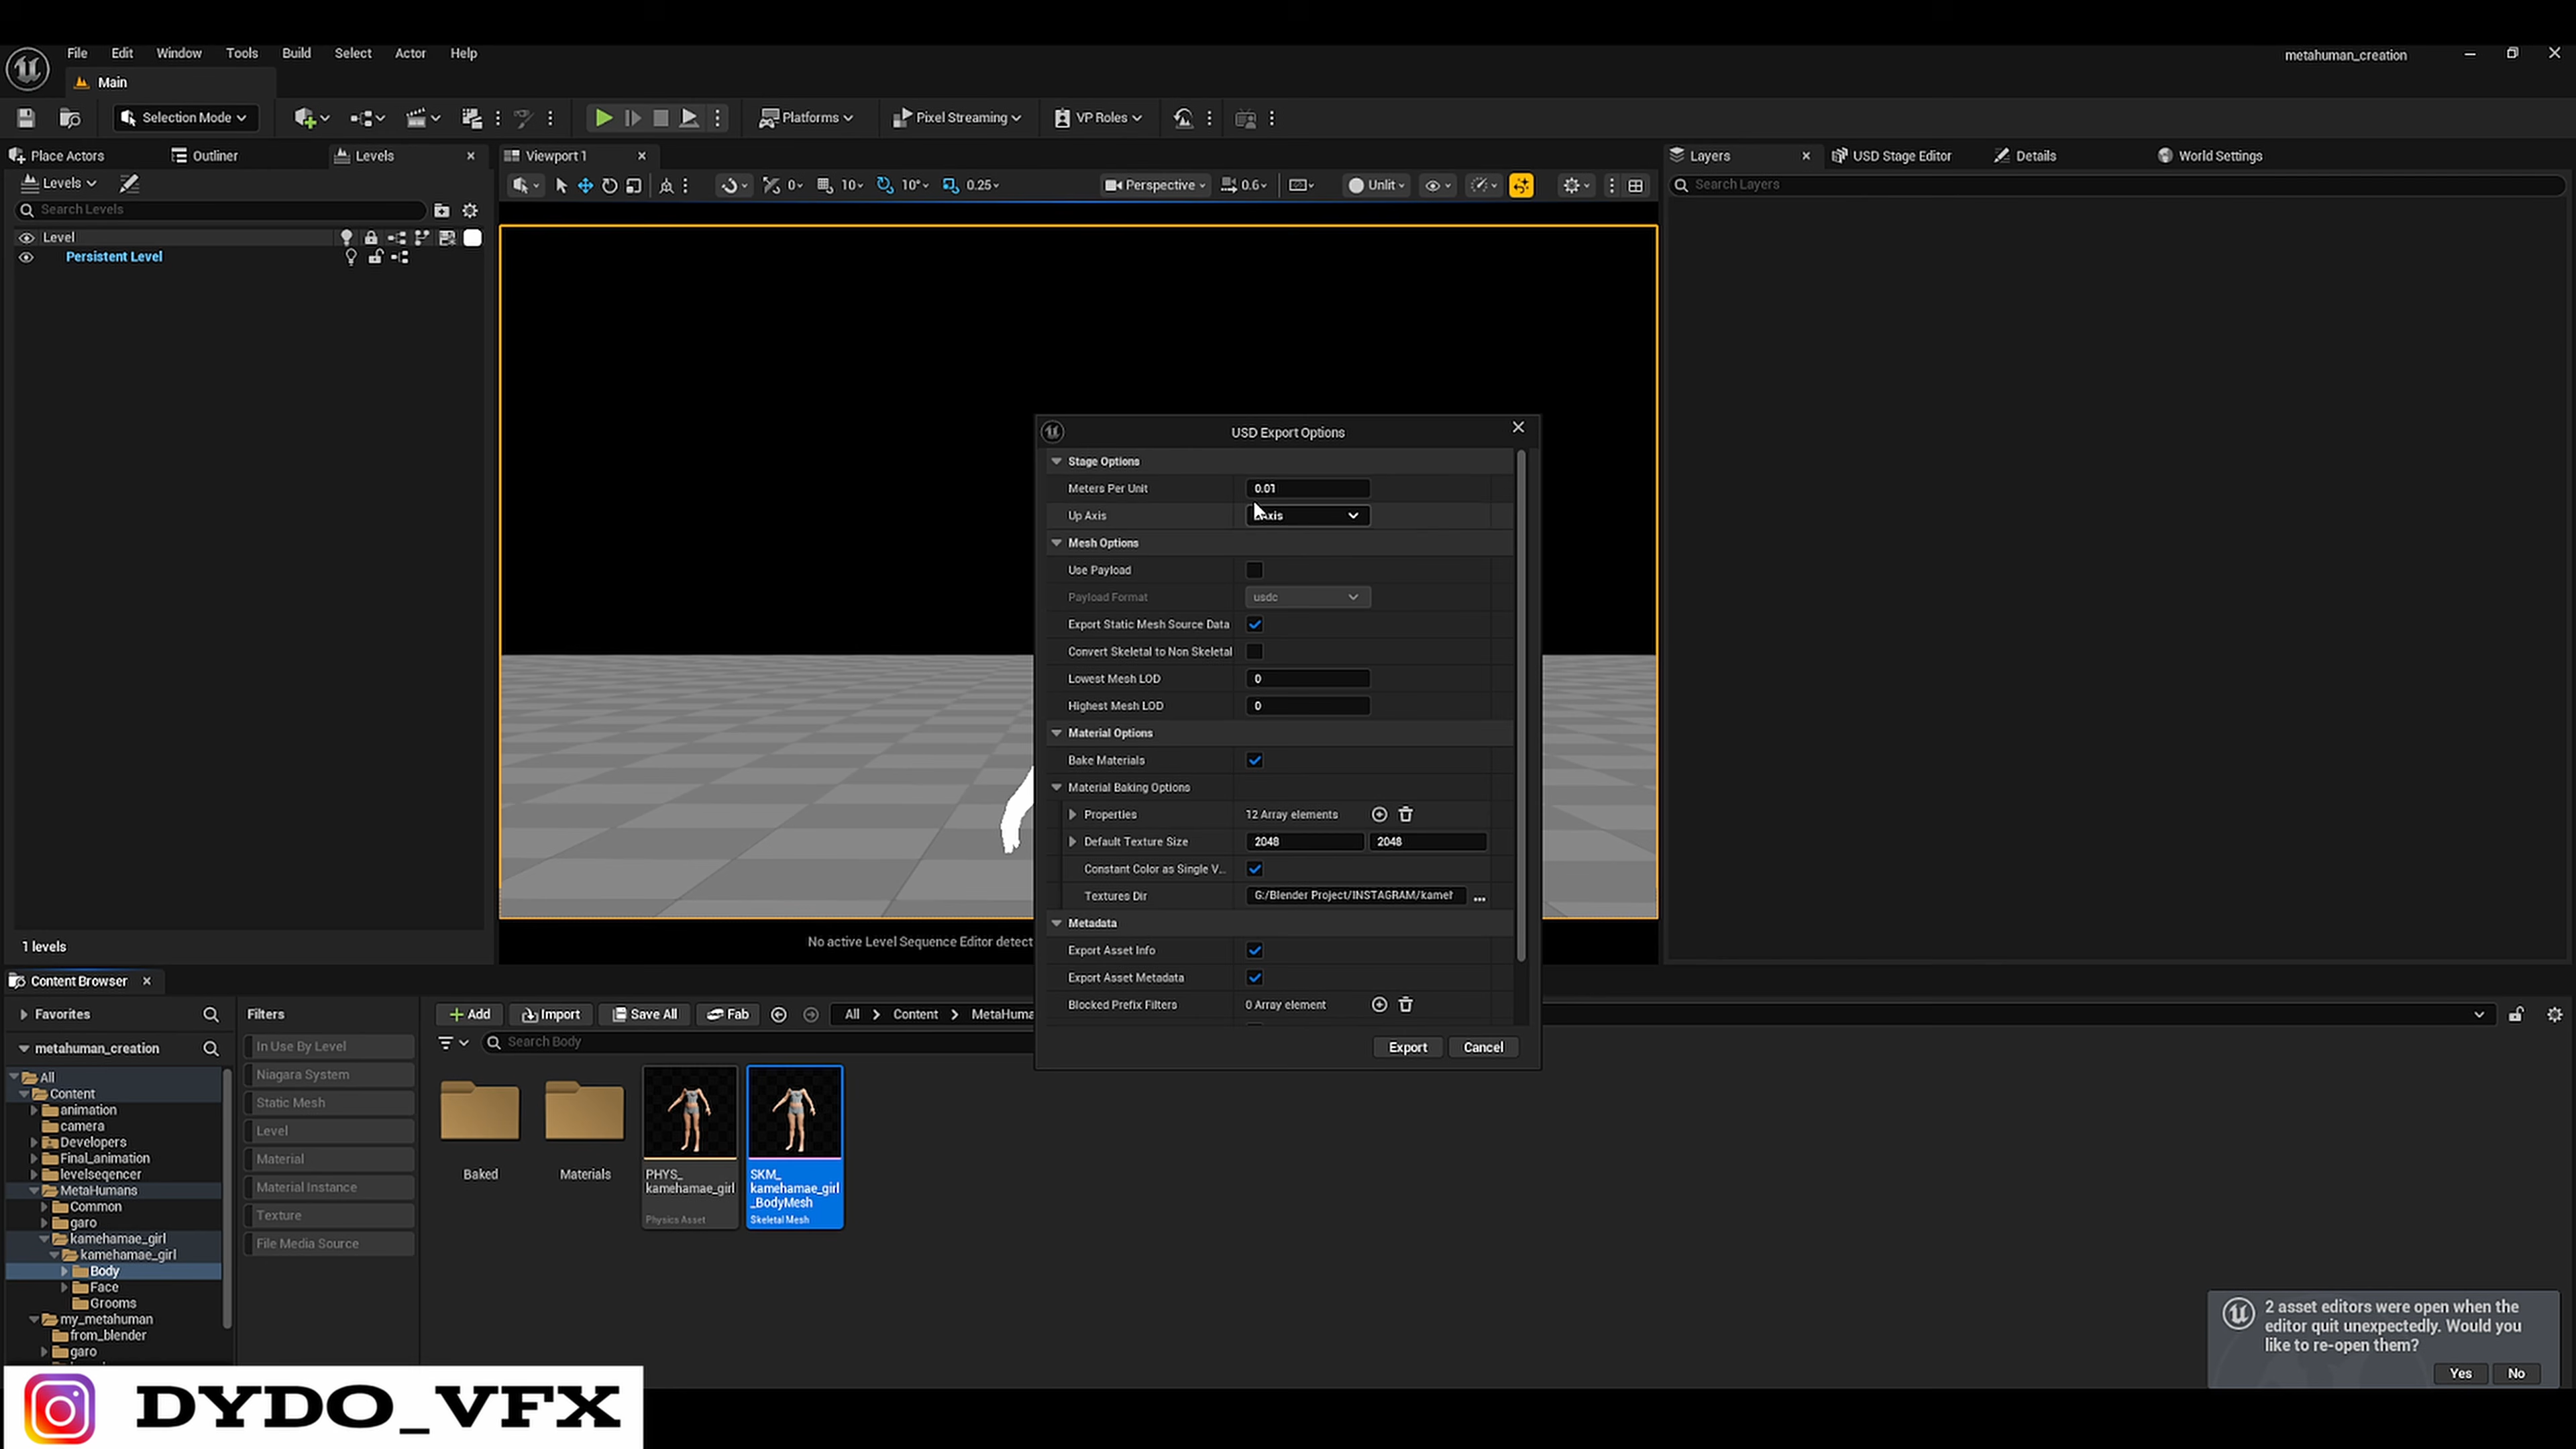 File Edit Window Tools Build Select Actor Help
metahuman_creation
Main
Selection Mode
Platforms
Pixel Streaming
VP Roles
Place Actors
Outliner
Levels
Viewport 1
Layers
USD Stage Editor
Details
World Settings
Levels
0
10
10°
0.25
Perspective
0.6
Unlit
Search Layers
Search Levels
Level
Persistent Level
USD Export Options
Stage Options
Meters Per Unit 0.01
Up Axis
Mesh Options
Use Payload
Payload Format usdc
Export Static Mesh Source Data
Convert Skeletal to Non Skeletal
Lowest Mesh LOD 0
Highest Mesh LOD 0
Material Options
Bake Materials
Material Baking Options
Properties 12 Array elements
Default Texture Size 2048 2048
Constant Color as Single V...
Textures Dir G:/Blender Project/INSTAGRAM/
Metadata
Export Asset Info
Export Asset Metadata
Blocked Prefix Filters 0 Array element
Export Cancel
No active Level Sequence Editor detect
1 levels
Content Browser
Favorites
Filters
Add Import Save All Fab
All Content MetaHuma
metahuman_creation
In Use By Level
Search Body
Niagara System
Static Mesh
Level
Material
Material Instance
Texture
File Media Source
All
Content
animation
camera
Developers
Final_animation
levelseqencer
MetaHumans
Common
garo
kamehamae_girl
kamehamae_girl
Body
Face
Grooms
my_metahuman
from_blender
garo
Baked
Materials
PHYS_
kamehamae_girl
Physics Asset
SKM_
kamehamae_girl
_BodyMesh
Skeletal Mesh
2 asset editors were open when the
editor quit unexpectedly. Would you
like to re-open them?
Yes No
DYDO_VFX